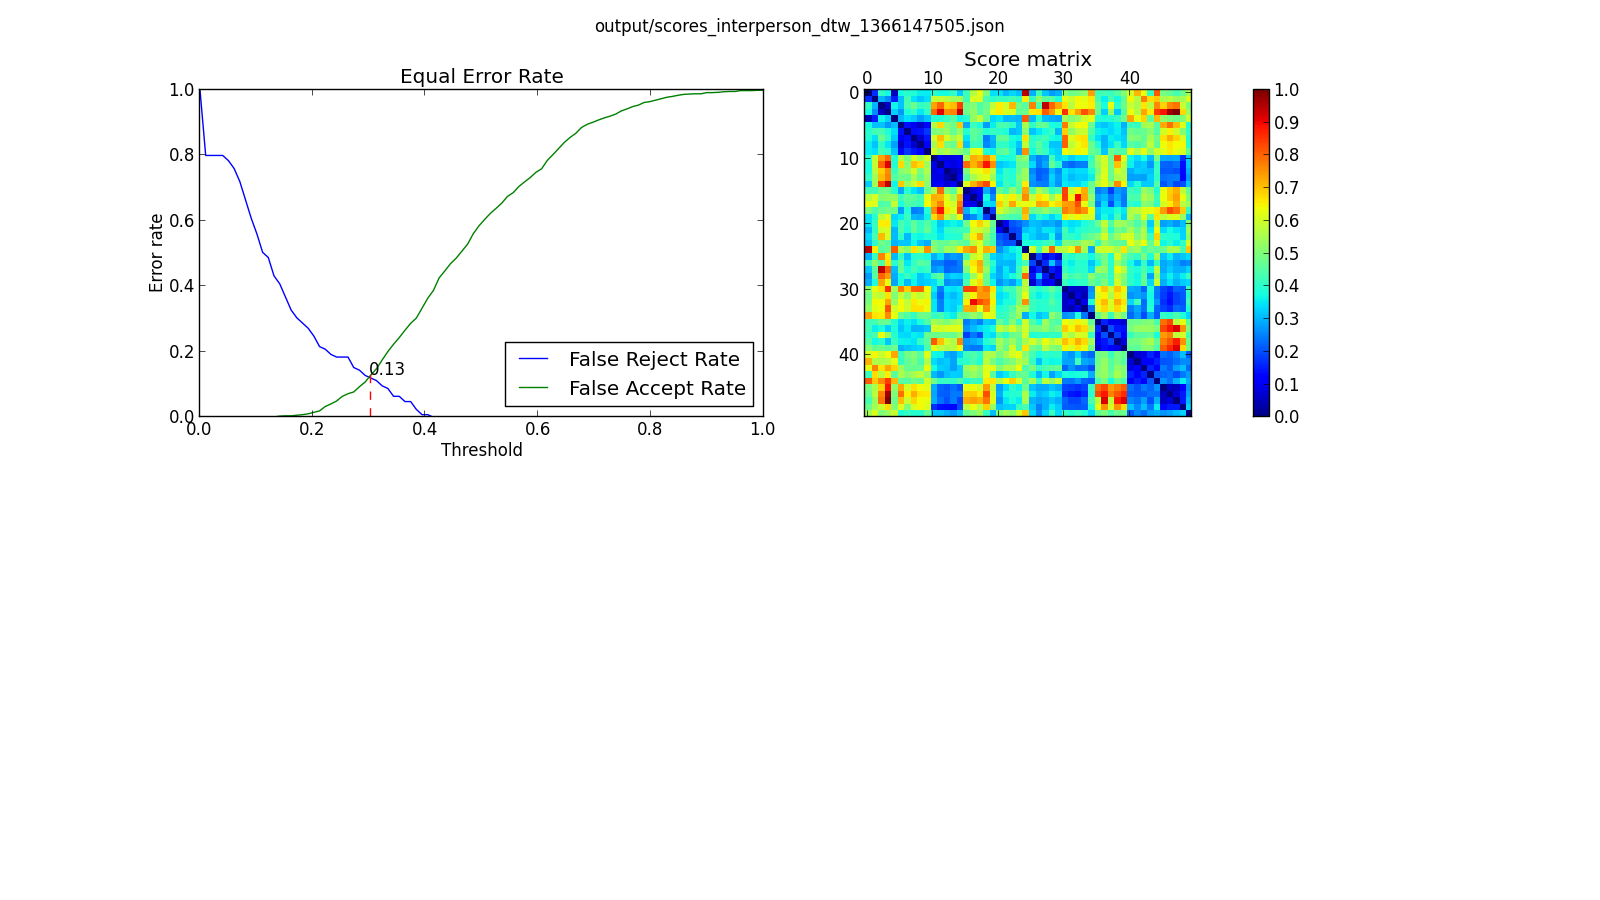 output/scores_interperson_dtw_1366147505.json
Equal Error Rate
1.0
0.8
0.6
0.4
0.2
0.0
Error rate
0.13
False Reject Rate
False Accept Rate
0.0 0.2 0.4 0.6 0.8 1.0
Threshold
Score matrix
0 10 20 30 40
0
10
20
30
40
1.0
0.9
0.8
0.7
0.6
0.5
0.4
0.3
0.2
0.1
0.0